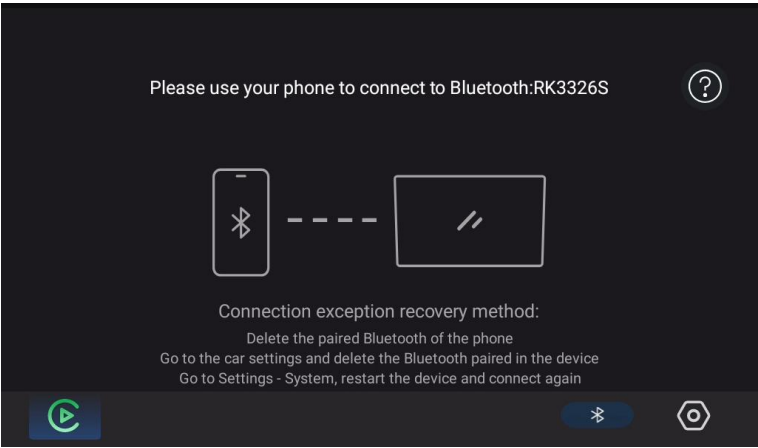 Please use your phone to connect to Bluetooth:RK3326S
?
Connection exception recovery method:
Delete the paired Bluetooth of the phone
Go to the car settings and delete the Bluetooth paired in the device
Go to Settings - System, restart the device and connect again